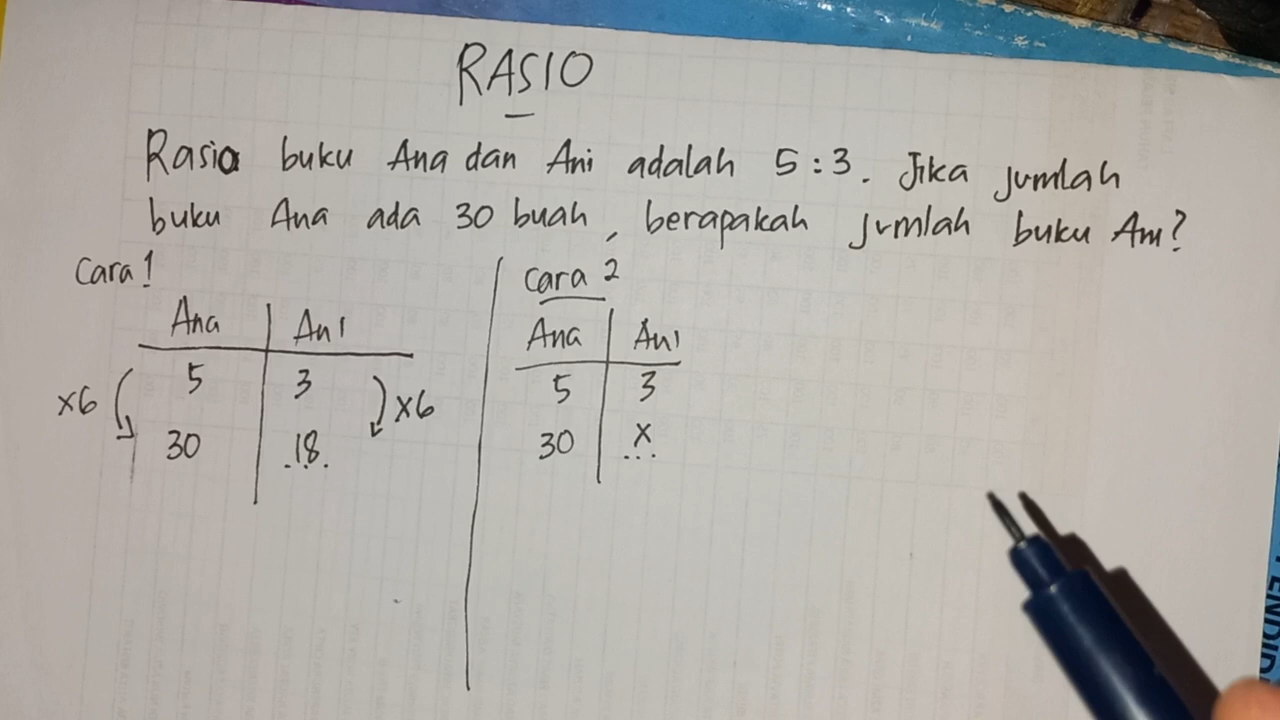 RASIO
Rasio buku Ana dan Ani adalah 5 : 3. Jika jumlah
buku Ana ada 30 buah, berapakah jumlah buku Ani?
Cara 1
Ana | Ani
5 | 3
x6 x6
30 | 18
Cara 2
Ana | Ani
5 | 3
30 | x
...